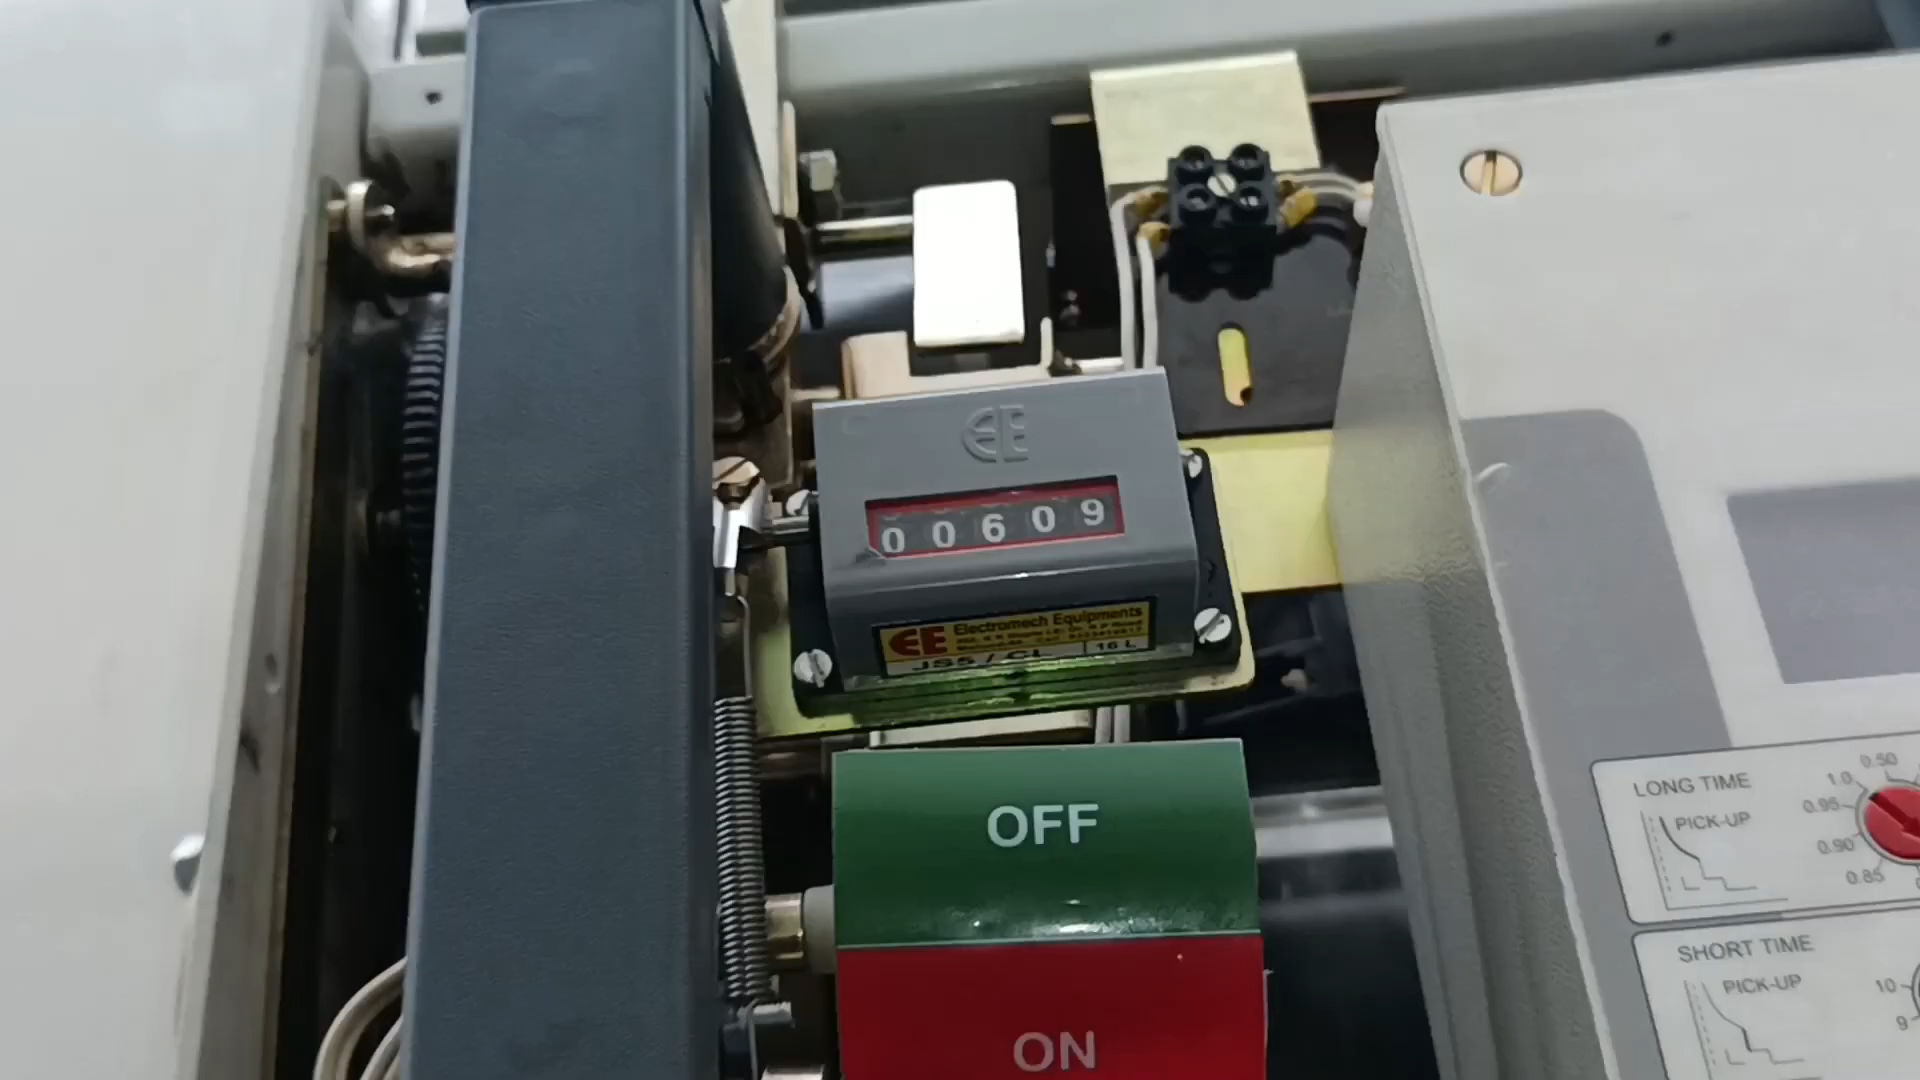 EE
00609
EE Electromech Equipments
JS5 / CL 16 L
OFF
ON
LONG TIME
PICK-UP
0.50
1.0
0.95
0.90
0.85
SHORT TIME
PICK-UP
10
9